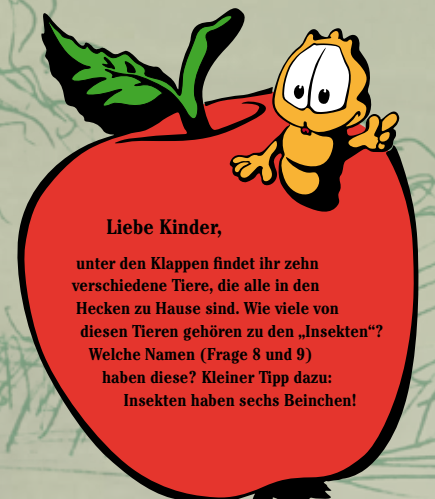 Liebe Kinder,
unter den Klappen findet ihr zehn
verschiedene Tiere, die alle in den
Hecken zu Hause sind. Wie viele von
diesen Tieren gehören zu den „Insekten“?
Welche Namen (Frage 8 und 9)
haben diese? Kleiner Tipp dazu:
Insekten haben sechs Beinchen!